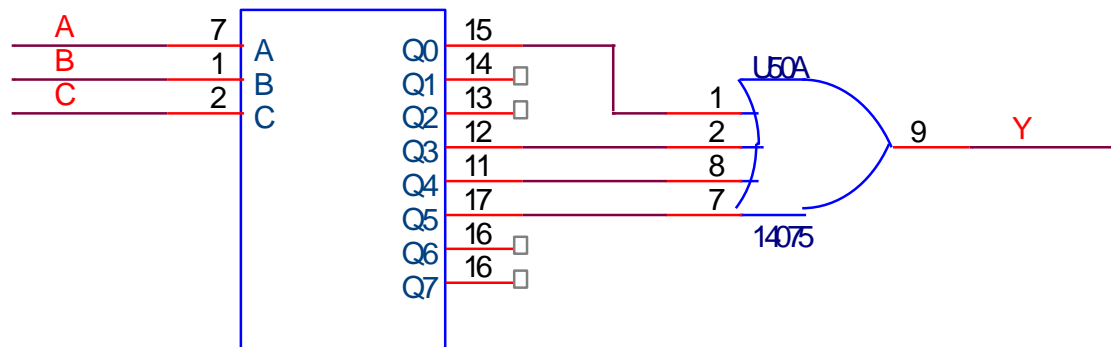 A 7 A Q0 15
B 1 B Q1 14
C 2 C Q2 13
Q3 12
Q4 11
Q5 17
Q6 16
Q7 16
U50A
1
2
8
7
9 Y
14075